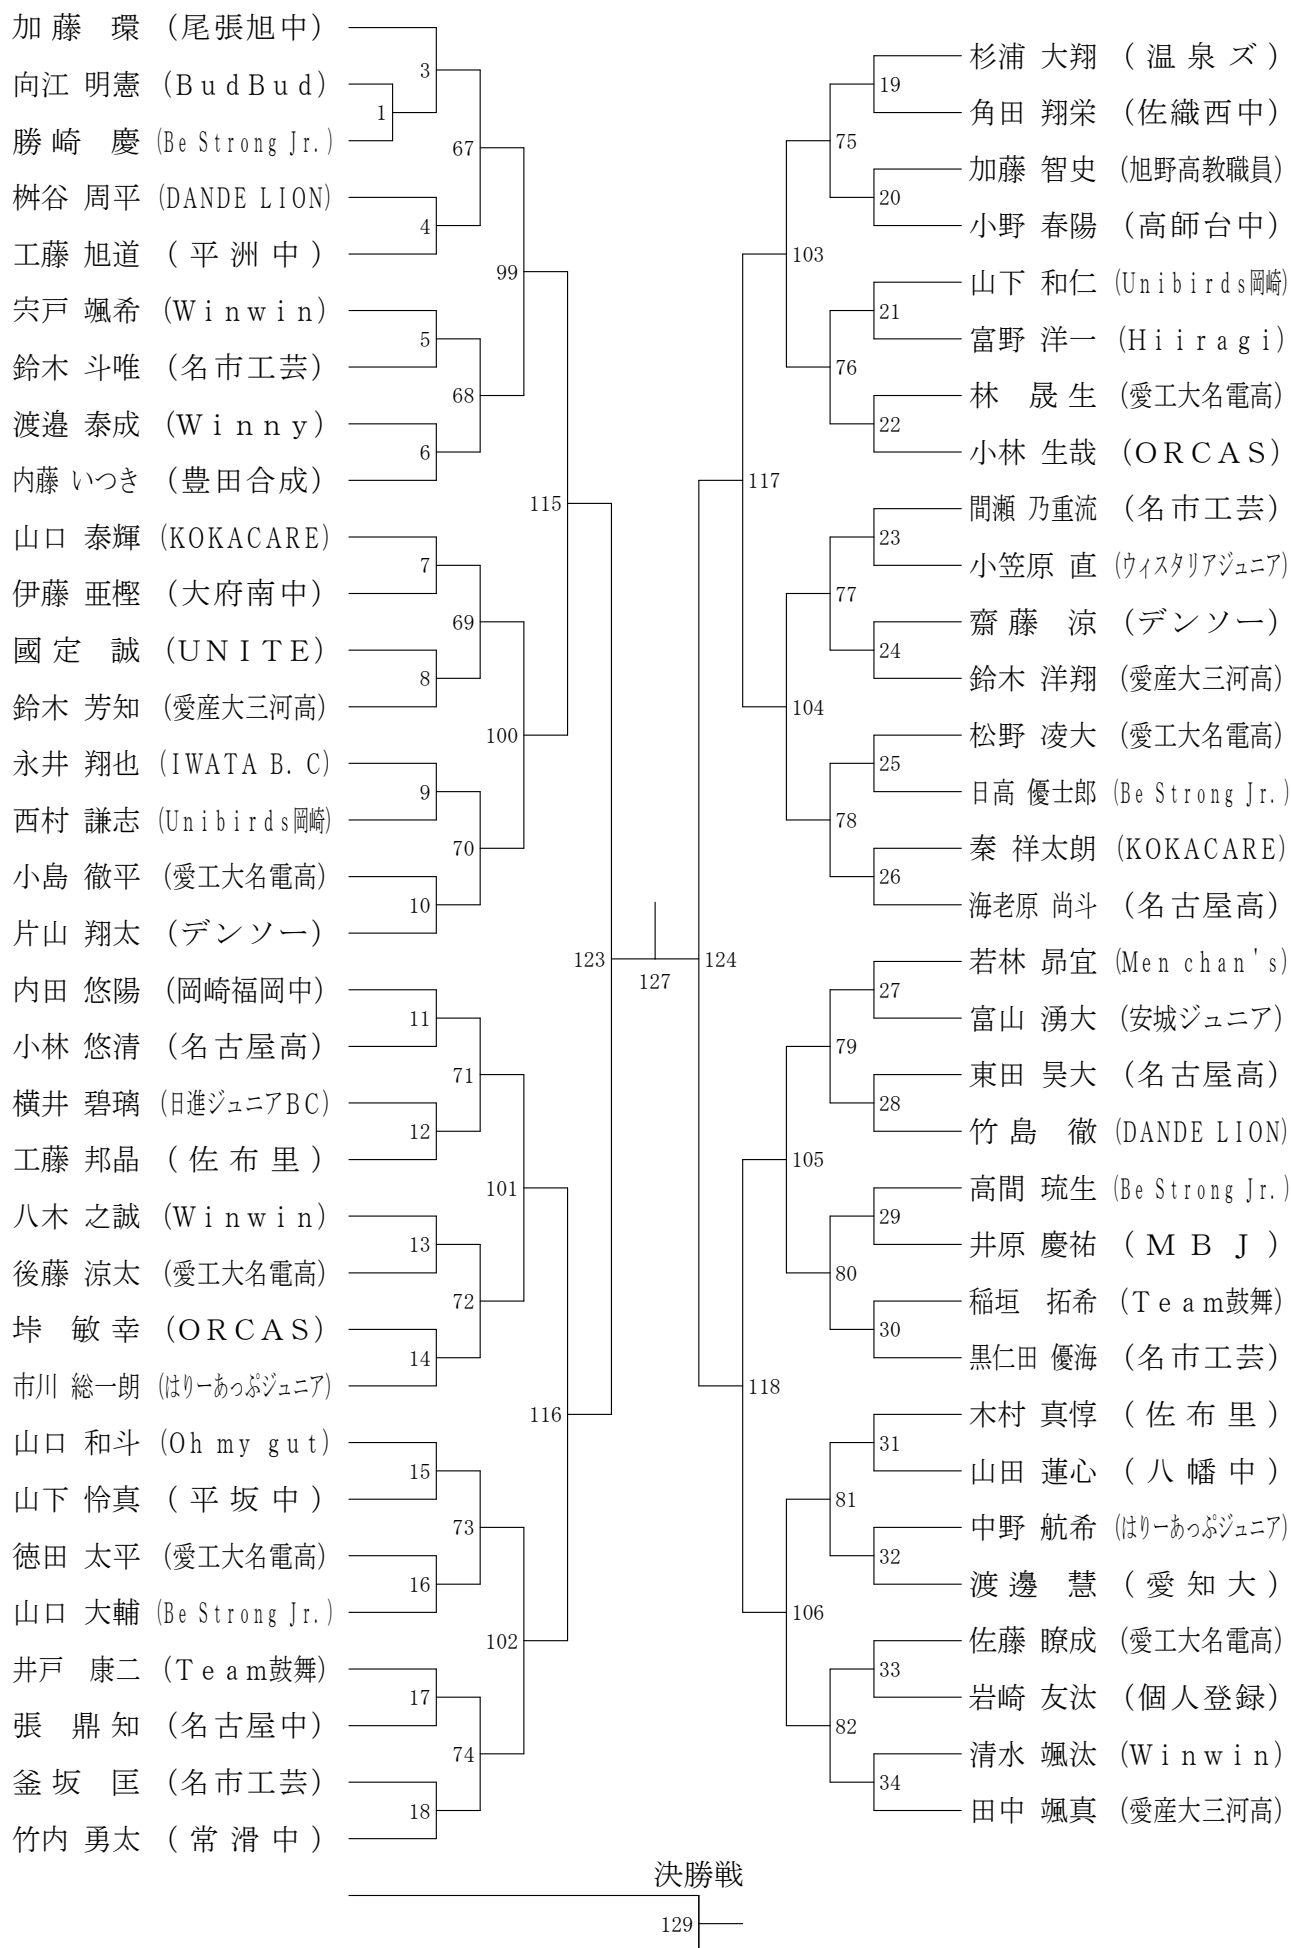 加藤 環 (尾張旭中)
向江 明憲 (BudBud)
勝崎 慶 (Be Strong Jr.)
桝谷 周平 (DANDE LION)
工藤 旭道 (平洲中)
宍戸 颯希 (Winwin)
鈴木 斗唯 (名市工芸)
渡邉 泰成 (Winny)
内藤 いつき (豊田合成)
山口 泰輝 (KOKACARE)
伊藤 亜樫 (大府南中)
國定 誠 (UNITE)
鈴木 芳知 (愛産大三河高)
永井 翔也 (IWATA B.C)
西村 謙志 (Unibirds岡崎)
小島 徹平 (愛工大名電高)
片山 翔太 (デンソー)
内田 悠陽 (岡崎福岡中)
小林 悠清 (名古屋高)
横井 碧璃 (日進ジュニアBC)
工藤 邦晶 (佐布里)
八木 之誠 (Winwin)
後藤 涼太 (愛工大名電高)
垰 敏幸 (ORCAS)
市川 総一朗 (はりーあっぷジュニア)
山口 和斗 (Oh my gut)
山下 怜真 (平坂中)
徳田 太平 (愛工大名電高)
山口 大輔 (Be Strong Jr.)
井戸 康二 (Team鼓舞)
張 鼎知 (名古屋中)
釜坂 匡 (名市工芸)
竹内 勇太 (常滑中)
1
3
4
5
6
7
8
9
10
11
12
13
14
15
16
17
18
67
68
69
70
71
72
73
74
99
100
101
102
115
116
123
127
124
117
118
103
104
105
106
75
76
77
78
79
80
81
82
19
20
21
22
23
24
25
26
27
28
29
30
31
32
33
34
杉浦 大翔 (温泉ズ)
角田 翔栄 (佐織西中)
加藤 智史 (旭野高教職員)
小野 春陽 (高師台中)
山下 和仁 (Unibirds岡崎)
富野 洋一 (Hiiragi)
林 晟生 (愛工大名電高)
小林 生哉 (ORCAS)
間瀬 乃重流 (名市工芸)
小笠原 直 (ウィスタリアジュニア)
齋藤 涼 (デンソー)
鈴木 洋翔 (愛産大三河高)
松野 凌大 (愛工大名電高)
日高 優士郎 (Be Strong Jr.)
秦 祥太朗 (KOKACARE)
海老原 尚斗 (名古屋高)
若林 昴宜 (Men chan's)
富山 湧大 (安城ジュニア)
東田 昊大 (名古屋高)
竹島 徹 (DANDE LION)
高間 琉生 (Be Strong Jr.)
井原 慶祐 (MBJ)
稲垣 拓希 (Team鼓舞)
黒仁田 優海 (名市工芸)
木村 真惇 (佐布里)
山田 蓮心 (八幡中)
中野 航希 (はりーあっぷジュニア)
渡邊 慧 (愛知大)
佐藤 瞭成 (愛工大名電高)
岩崎 友汰 (個人登録)
清水 颯汰 (Winwin)
田中 颯真 (愛産大三河高)
決勝戦
129